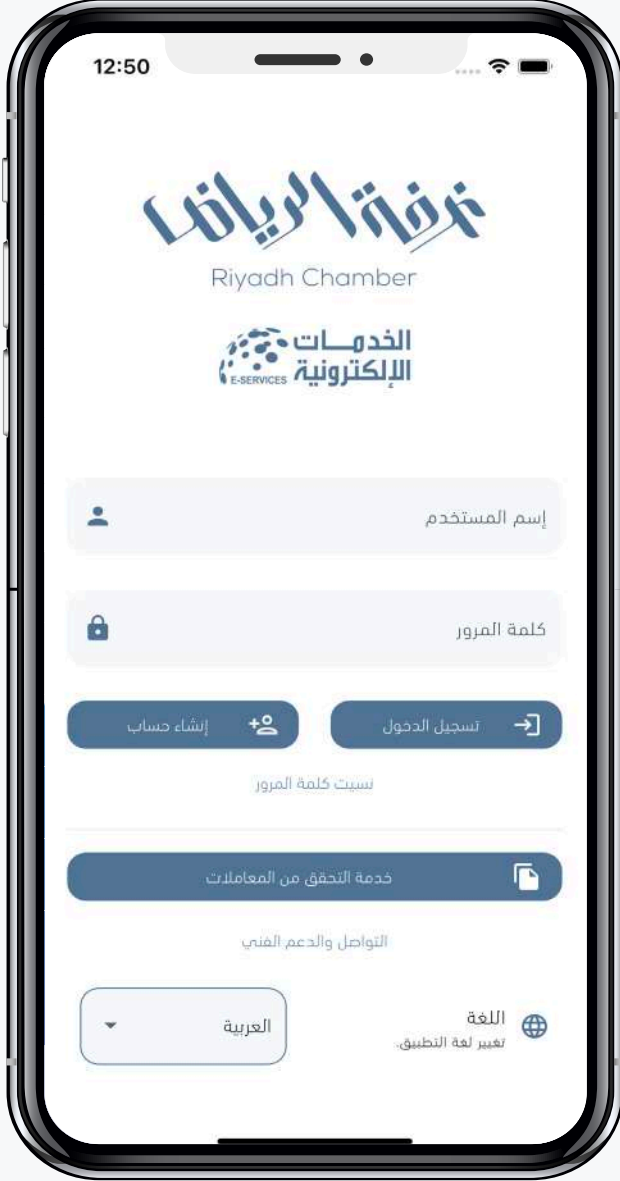 12:50
غرفة الرياض
Riyadh Chamber
الخدمــات
الإلكترونية E-SERVICES
إسم المستخدم
كلمة المرور
تسجيل الدخول
إنشاء حساب
نسيت كلمة المرور
خدمة التحقق من المعاملات
التواصل والدعم الفني
اللغة
تغيير لغة التطبيق.
العربية